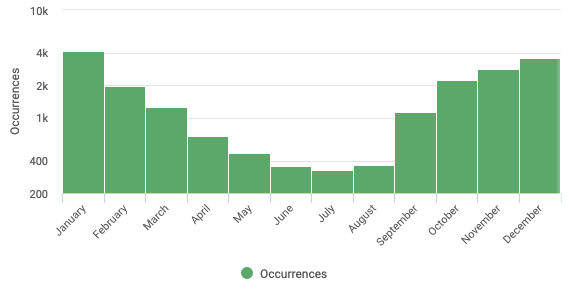 10k
4k
2k
1k
400
200
Occurrences
January
February
March
April
May
June
July
August
September
October
November
December
Occurrences